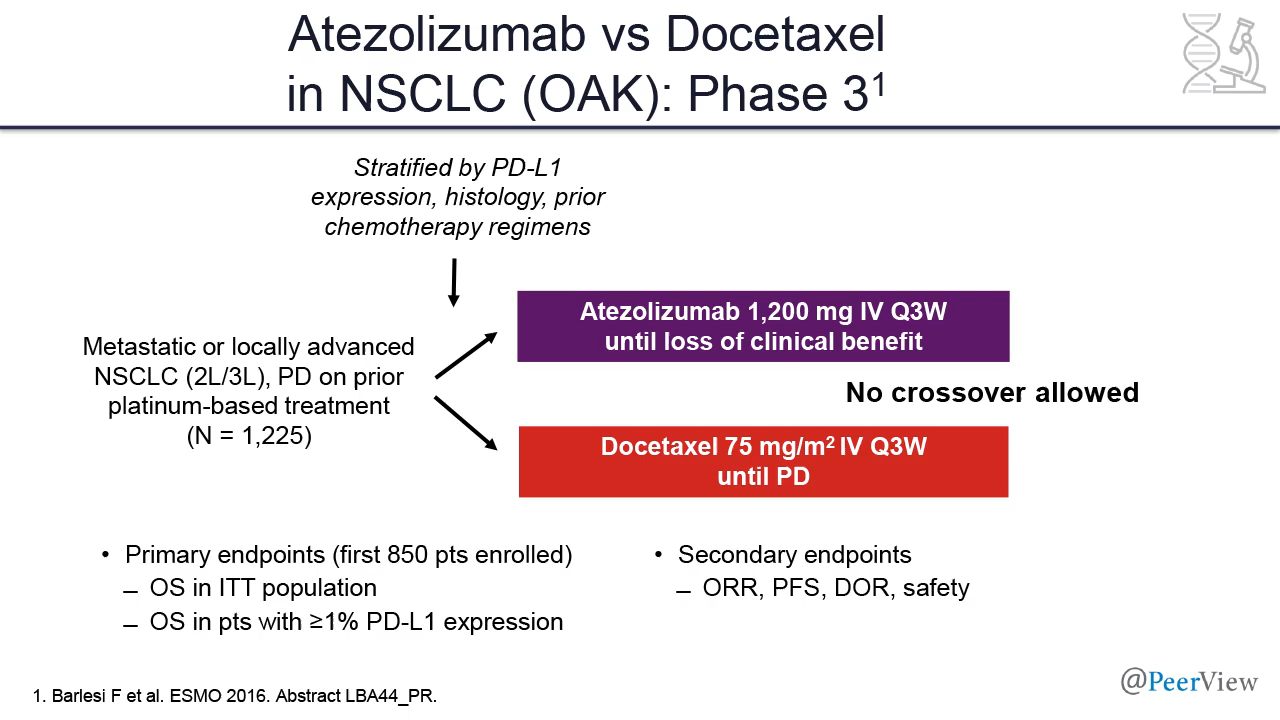 Atezolizumab vs Docetaxel
in NSCLC (OAK): Phase 3¹
Stratified by PD-L1
expression, histology, prior
chemotherapy regimens
Metastatic or locally advanced
NSCLC (2L/3L), PD on prior
platinum-based treatment
(N = 1,225)
Atezolizumab 1,200 mg IV Q3W
until loss of clinical benefit
No crossover allowed
Docetaxel 75 mg/m² IV Q3W
until PD
• Primary endpoints (first 850 pts enrolled)
– OS in ITT population
– OS in pts with ≥1% PD-L1 expression
• Secondary endpoints
– ORR, PFS, DOR, safety
1. Barlesi F et al. ESMO 2016. Abstract LBA44_PR.
@PeerView